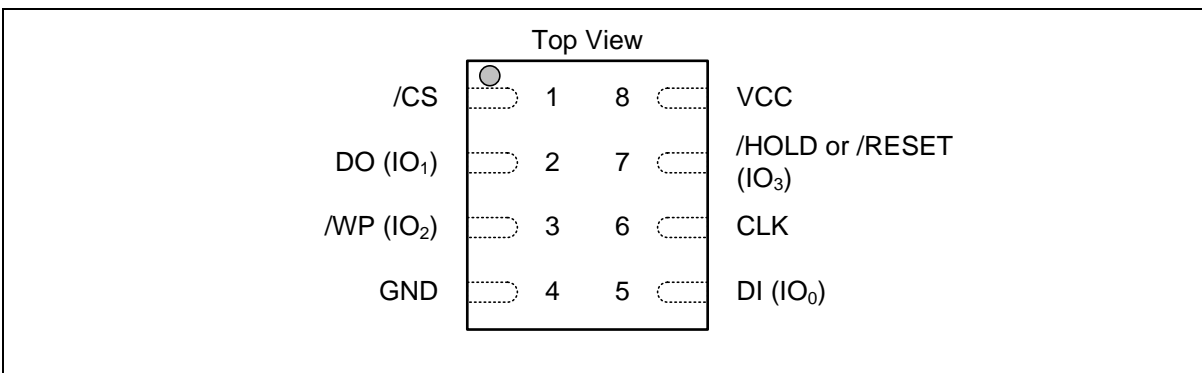 Top View
/CS 1 8 VCC
DO (IO₁) 2 7 /HOLD or /RESET
(IO₃)
/WP (IO₂) 3 6 CLK
GND 4 5 DI (IO₀)